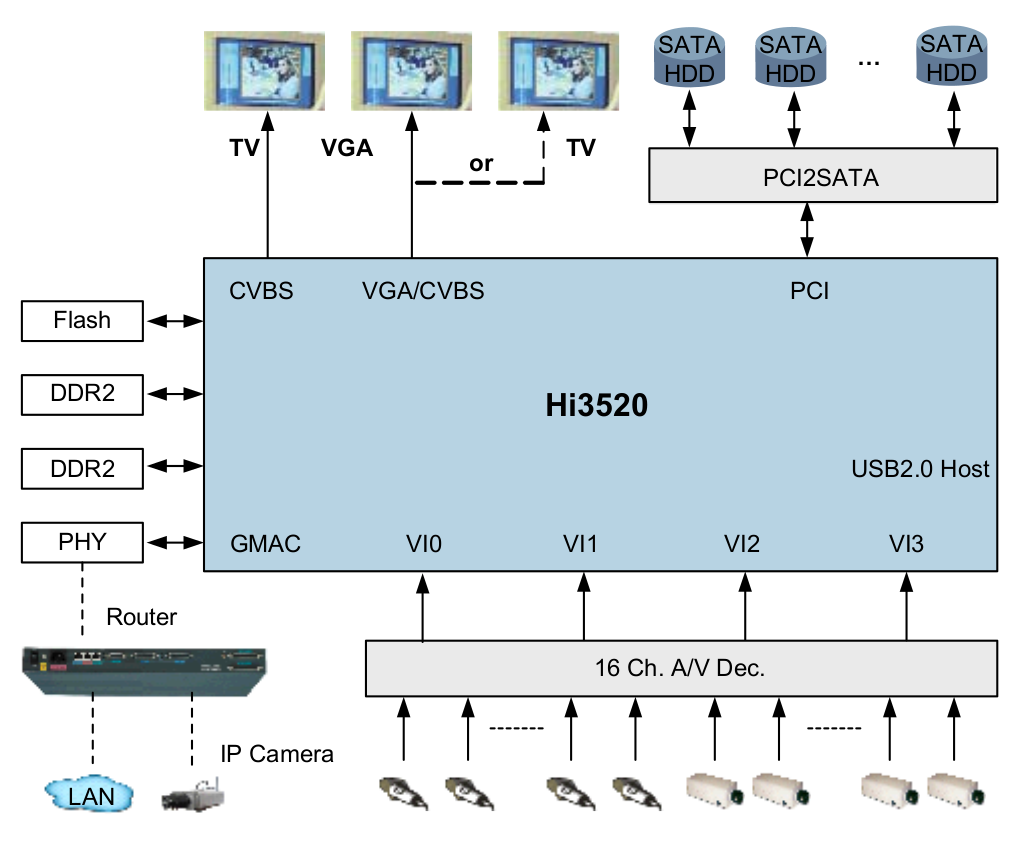 SATA
HDD
SATA
HDD
...
SATA
HDD
TV
VGA
or
TV
PCI2SATA
CVBS
VGA/CVBS
PCI
Flash
DDR2
Hi3520
DDR2
USB2.0 Host
PHY
GMAC
VI0
VI1
VI2
VI3
Router
16 Ch. A/V Dec.
IP Camera
LAN